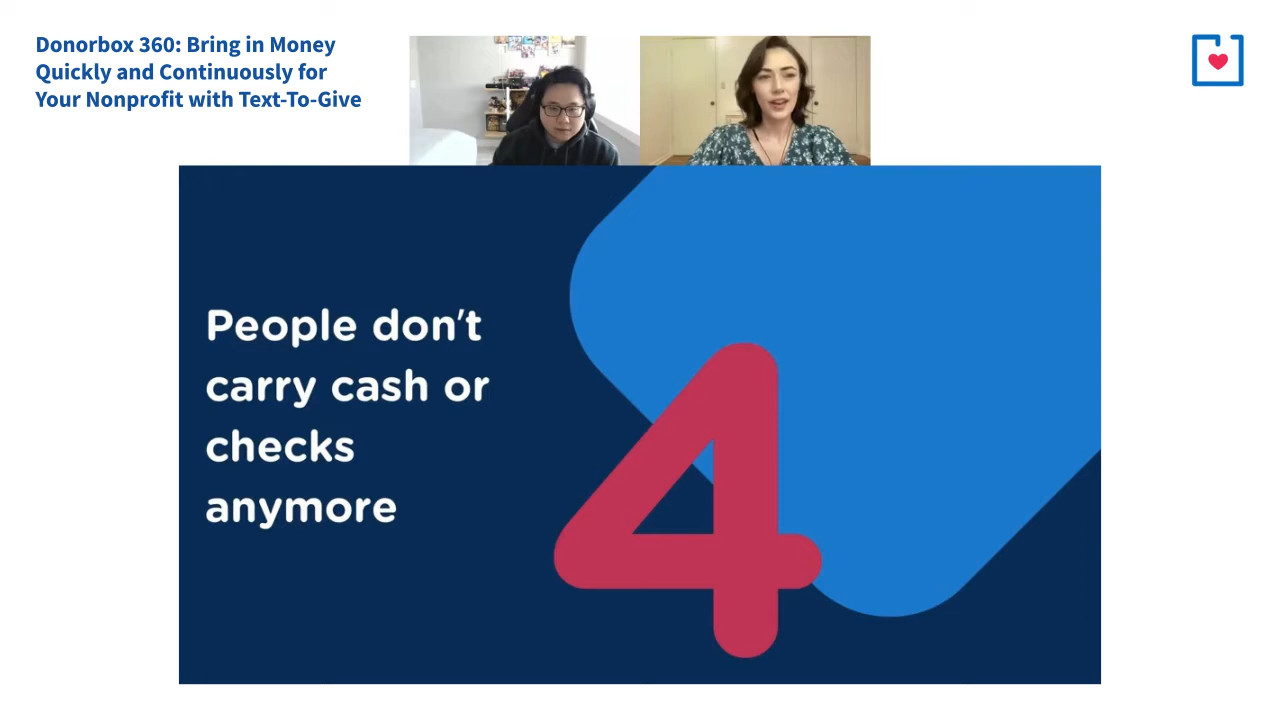 Donorbox 360: Bring in Money
Quickly and Continuously for
Your Nonprofit with Text-To-Give
People don't
carry cash or
checks
anymore
4